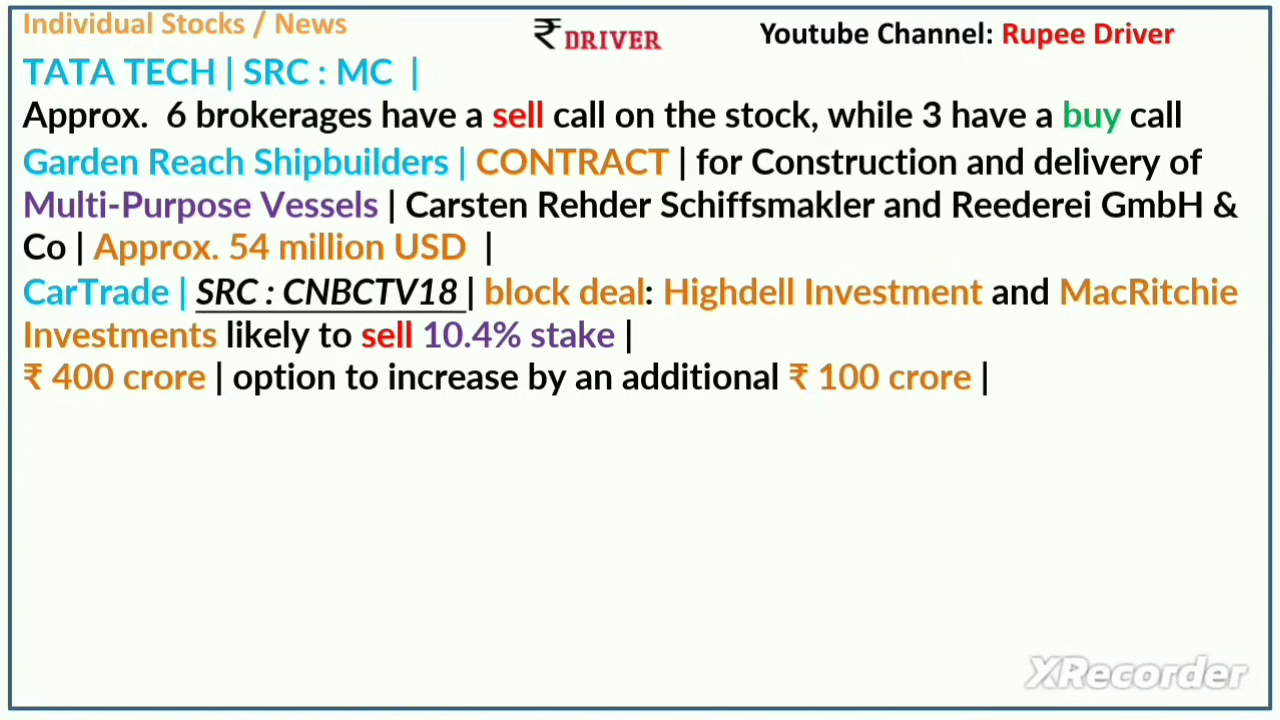 Individual Stocks / News
₹ DRIVER
Youtube Channel: Rupee Driver
TATA TECH | SRC : MC |
Approx. 6 brokerages have a sell call on the stock, while 3 have a buy call
Garden Reach Shipbuilders | CONTRACT | for Construction and delivery of
Multi-Purpose Vessels | Carsten Rehder Schiffsmakler and Reederei GmbH &
Co | Approx. 54 million USD |
CarTrade | SRC : CNBCTV18 | block deal: Highdell Investment and MacRitchie
Investments likely to sell 10.4% stake |
₹ 400 crore | option to increase by an additional ₹ 100 crore |
XRecorder